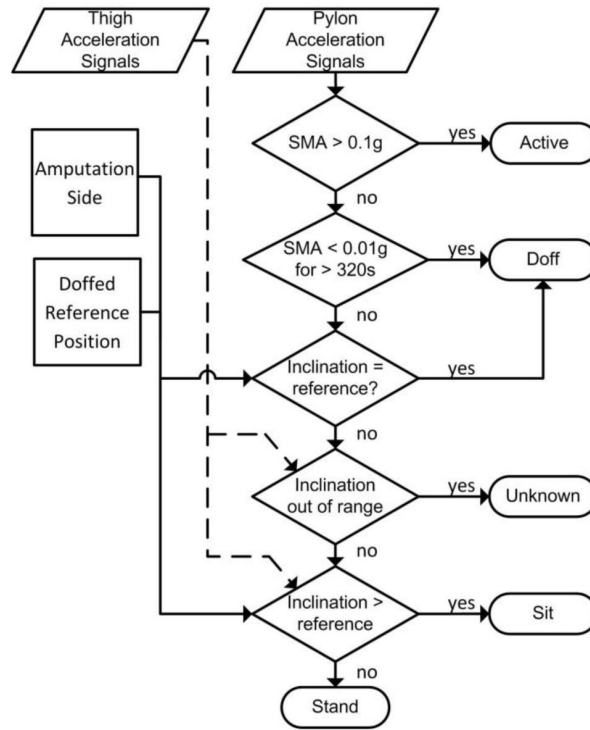 Thigh
Acceleration
Signals
Pylon
Acceleration
Signals
SMA > 0.1g
yes
Active
no
Amputation
Side
SMA < 0.01g
for > 320s
yes
Doff
no
Doffed
Reference
Position
Inclination =
reference?
yes
no
Inclination
out of range
yes
Unknown
no
Inclination >
reference
yes
Sit
no
Stand